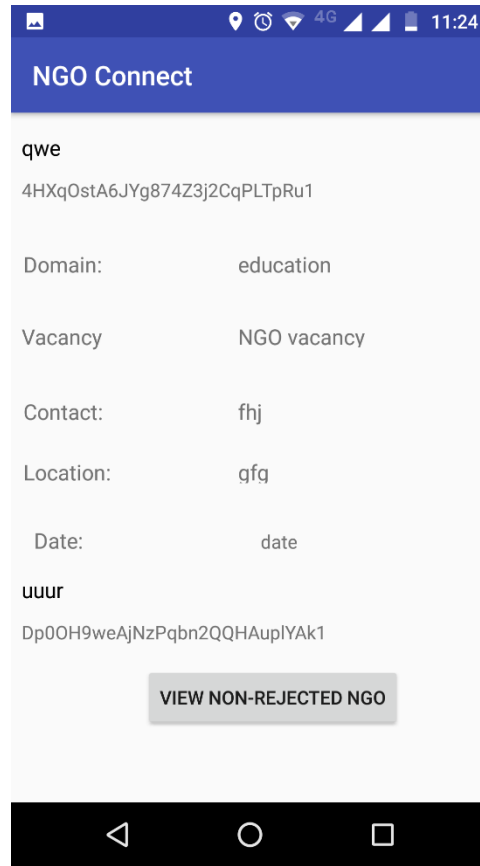 4G 11:24
NGO Connect
qwe
4HXqOstA6JYg874Z3j2CqPLTpRu1
Domain: education
Vacancy NGO vacancy
Contact: fhj
Location: gfg
Date: date
uuur
Dp0OH9weAjNzPqbn2QQHAuplYAk1
VIEW NON-REJECTED NGO